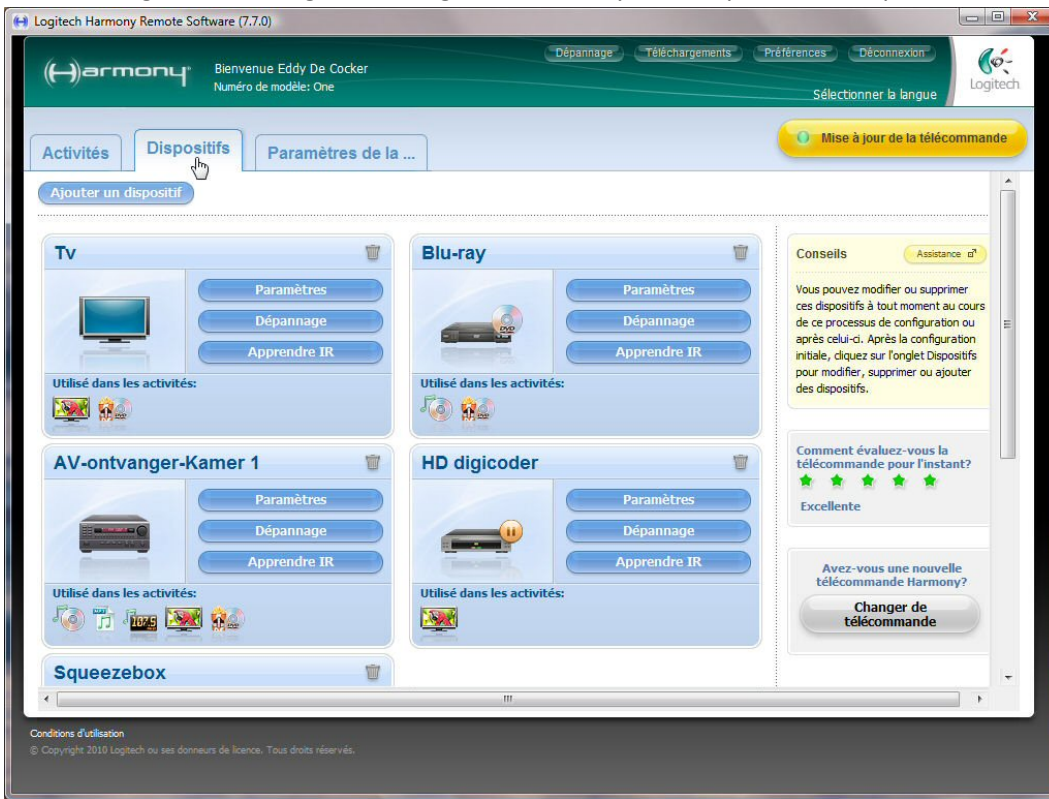 Logitech Harmony Remote Software (7.7.0)
Harmony
Bienvenue Eddy De Cocker
Numéro de modèle: One
Dépannage
Téléchargements
Préférences
Déconnexion
Sélectionner la langue
Logitech
Activités
Dispositifs
Paramètres de la ...
Mise à jour de la télécommande
Ajouter un dispositif
Tv
Paramètres
Dépannage
Apprendre IR
Utilisé dans les activités:
Blu-ray
DVD
Paramètres
Dépannage
Apprendre IR
Utilisé dans les activités:
AV-ontvanger-Kamer 1
Paramètres
Dépannage
Apprendre IR
Utilisé dans les activités:
HD digicoder
Paramètres
Dépannage
Apprendre IR
Utilisé dans les activités:
Squeezebox
Conseils
Assistance
Vous pouvez modifier ou supprimer
ces dispositifs à tout moment au cours
de ce processus de configuration ou
après celui-ci. Après la configuration
initiale, cliquez sur l'onglet Dispositifs
pour modifier, supprimer ou ajouter
des dispositifs.
Comment évaluez-vous la
télécommande pour l'instant?
Excellente
Avez-vous une nouvelle
télécommande Harmony?
Changer de
télécommande
Conditions d'utilisation
© Copyright 2010 Logitech ou ses donneurs de licence. Tous droits réservés.